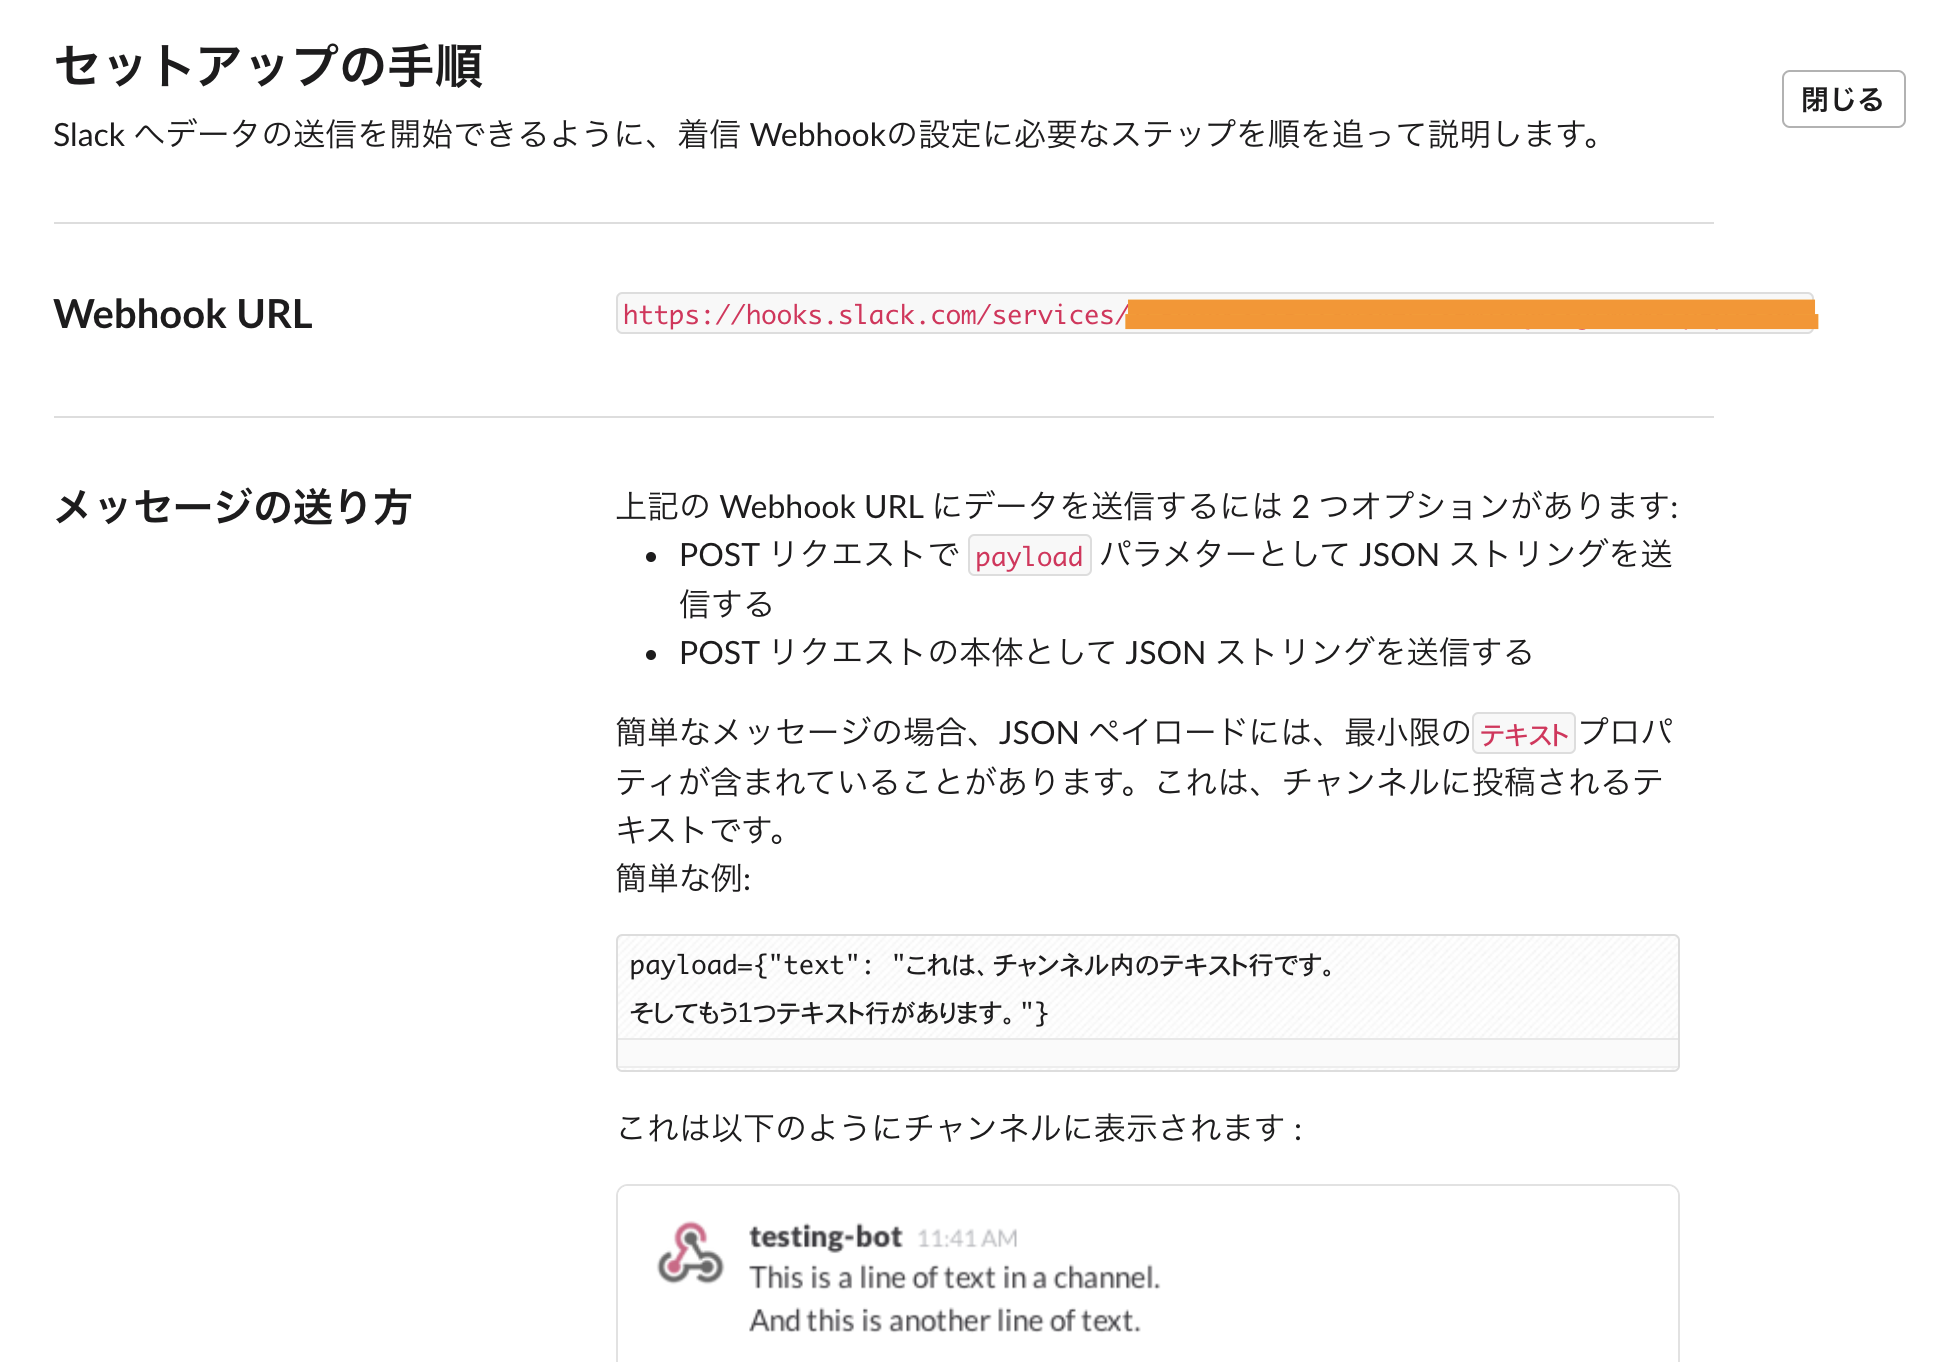 セットアップの手順
閉じる
Slack へデータの送信を開始できるように、着信 Webhookの設定に必要なステップを順を追って説明します。
Webhook URL
https://hooks.slack.com/services/
メッセージの送り方
上記の Webhook URL にデータを送信するには 2 つオプションがあります:
• POST リクエストで payload パラメターとして JSON ストリングを送
信する
• POST リクエストの本体として JSON ストリングを送信する
簡単なメッセージの場合、JSON ペイロードには、最小限のテキストプロパ
ティが含まれていることがあります。これは、チャンネルに投稿されるテ
キストです。
簡単な例:
payload={"text": "これは、チャンネル内のテキスト行です。
そしてもう1つテキスト行があります。"}
これは以下のようにチャンネルに表示されます :
testing-bot 11:41 AM
This is a line of text in a channel.
And this is another line of text.